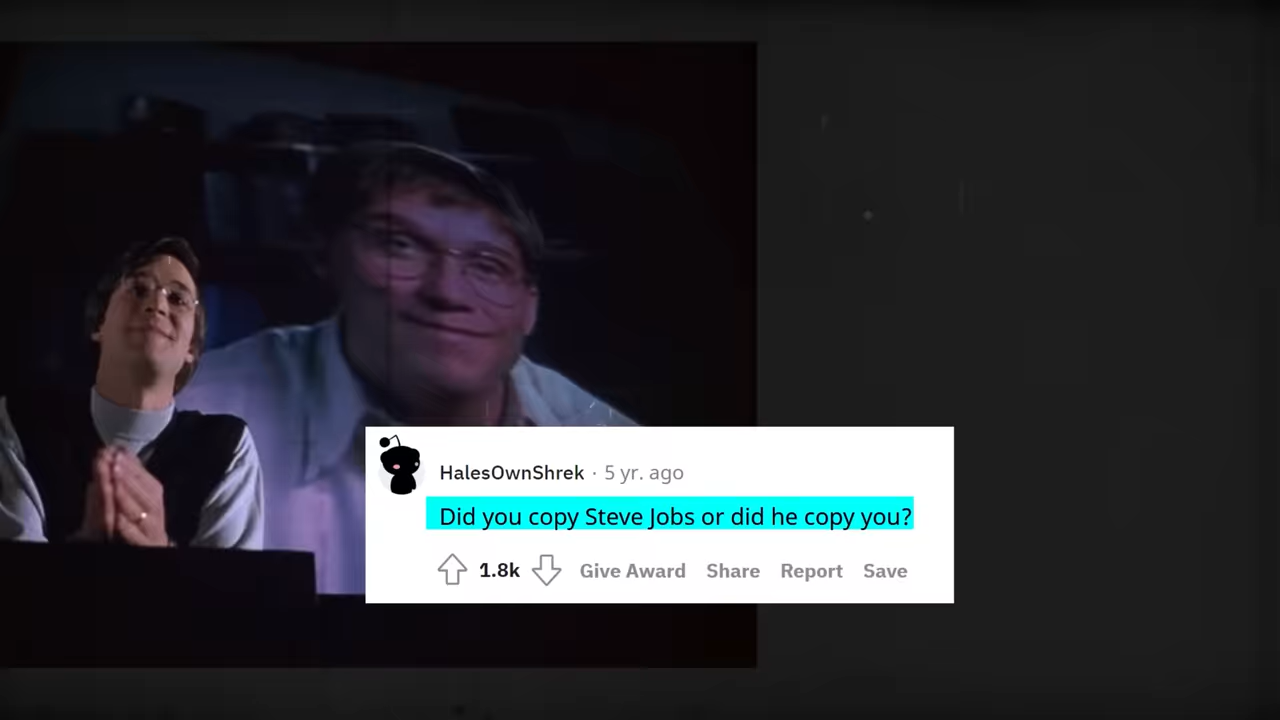 HalesOwnShrek · 5 yr. ago
Did you copy Steve Jobs or did he copy you?
1.8k Give Award Share Report Save